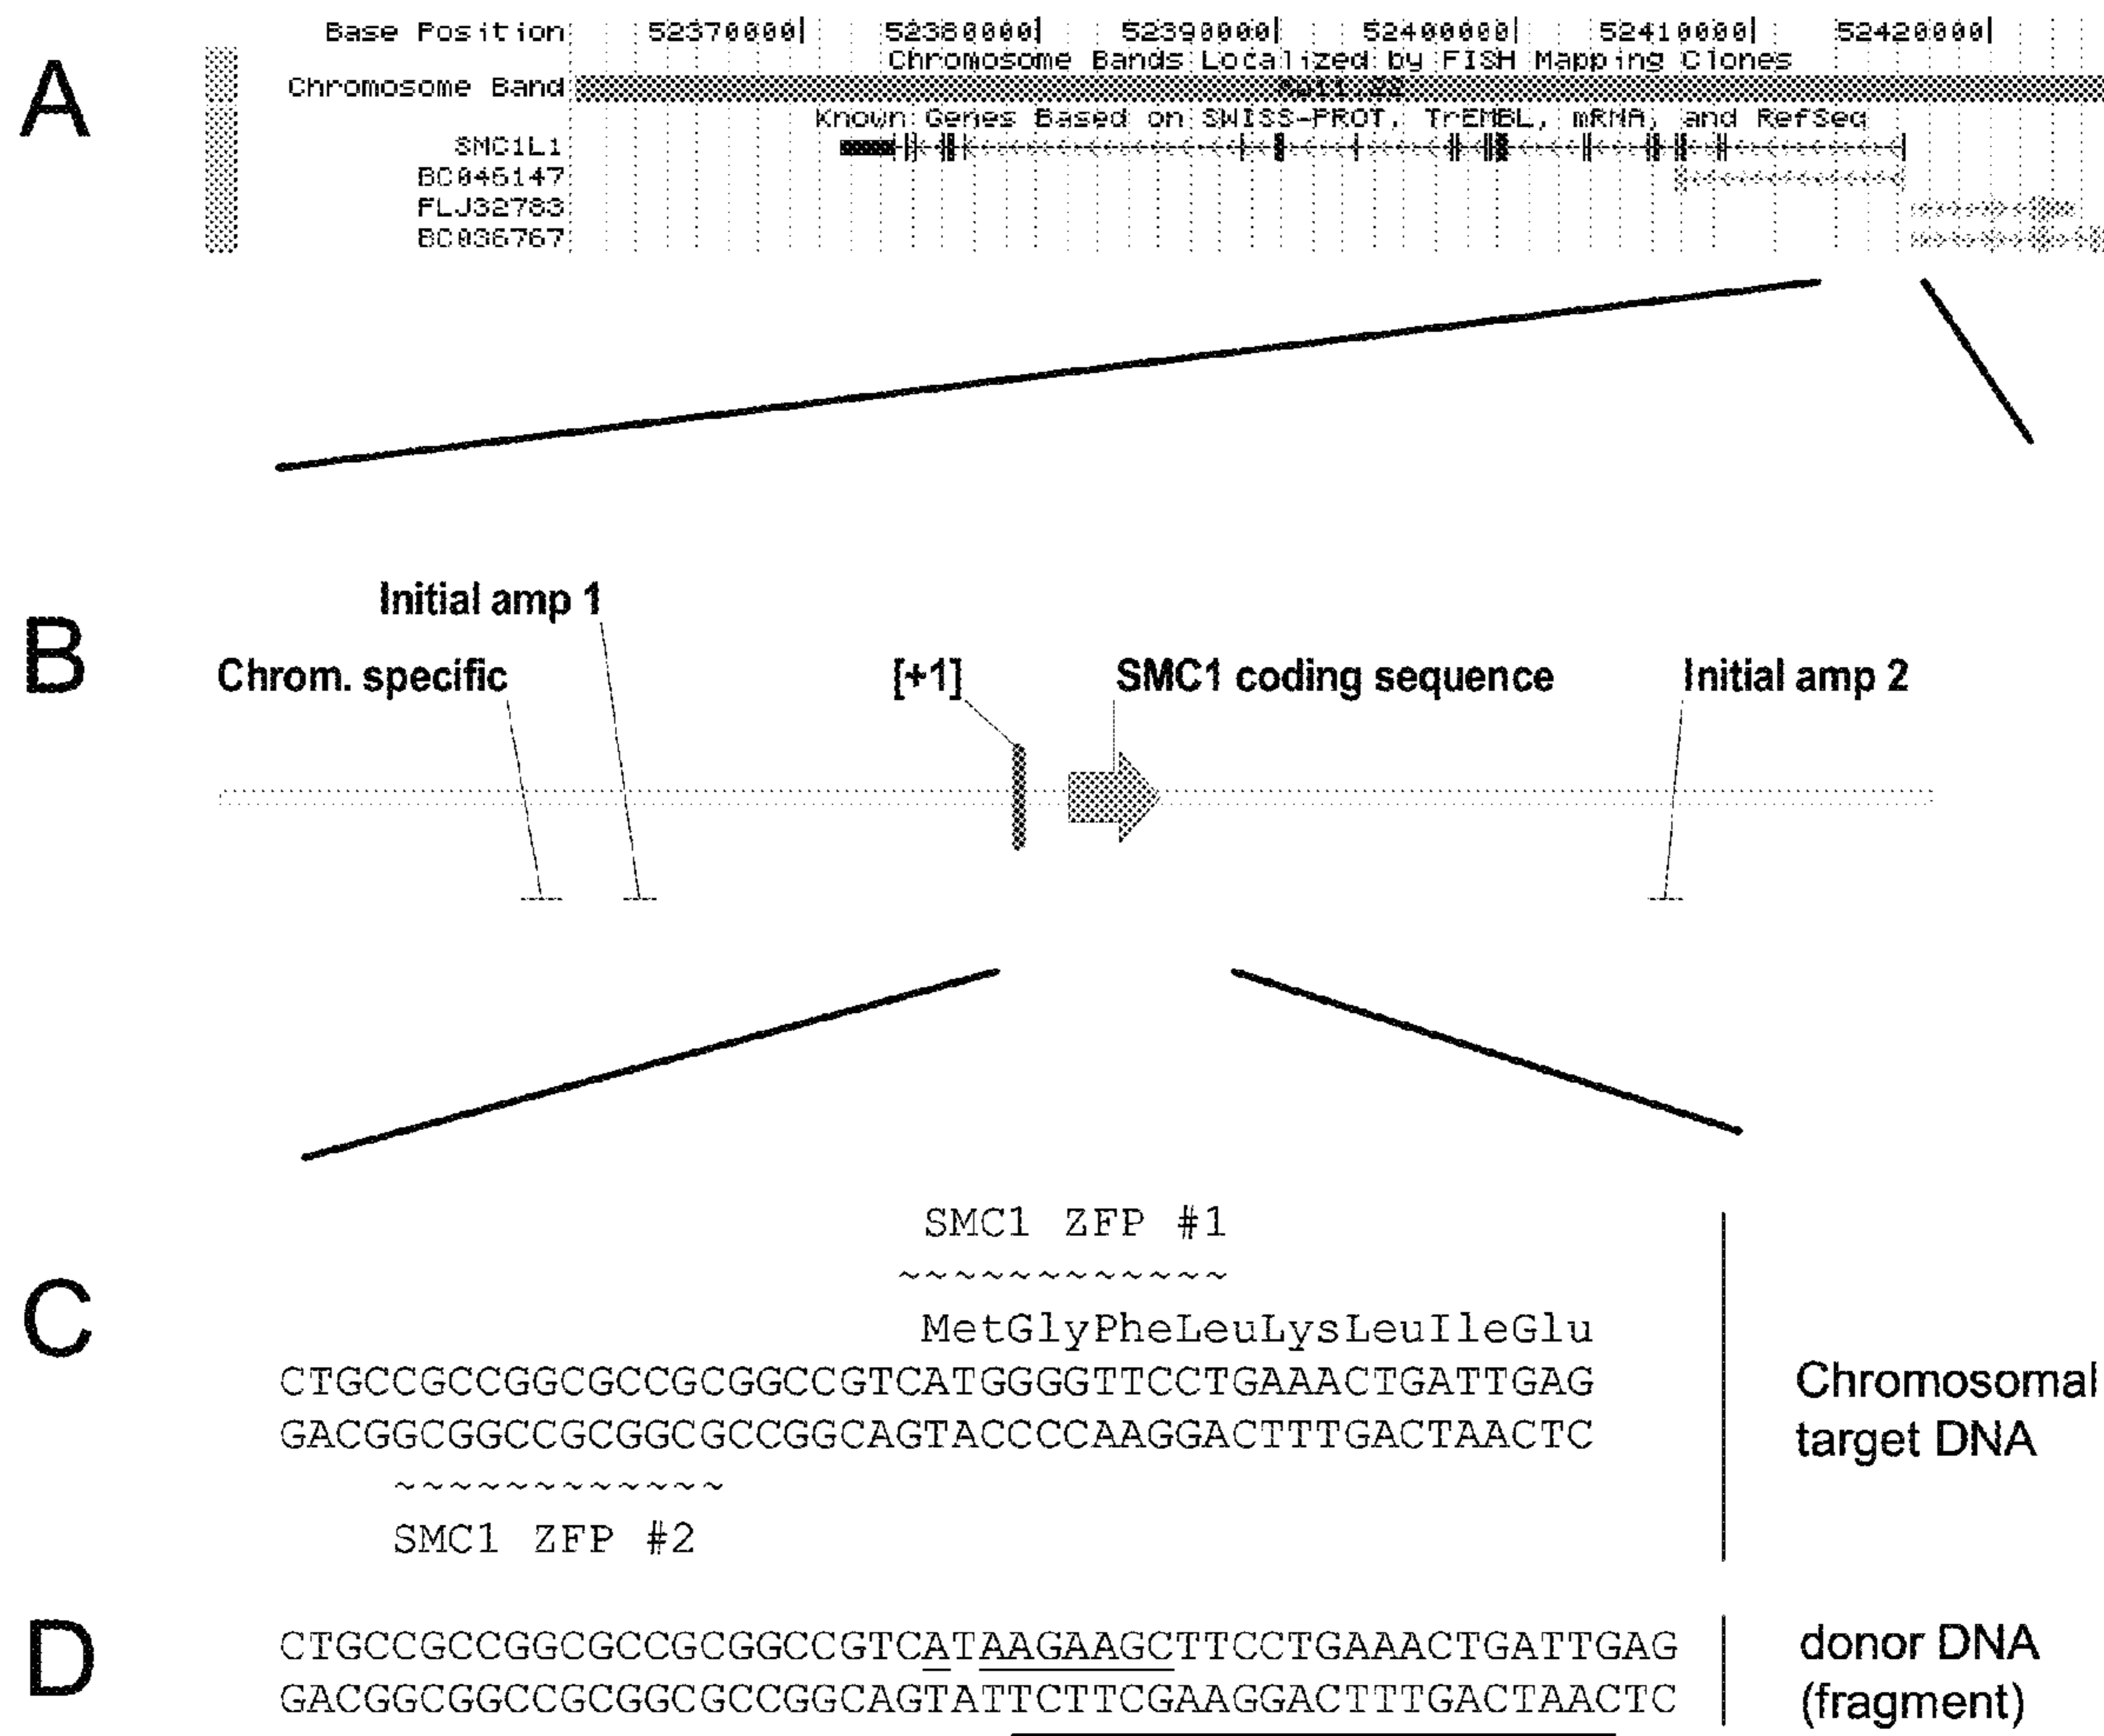 A
Base Position 52370000| 52380000| 52390000| 52400000| 52410000| 52420000|
Chromosome Bands Localized by FISH Mapping Clones
Chromosome Band
Known Genes Based on SWISS-PROT, TrEMBL, mRNA, and RefSeq
SMC1L1
BC046147
FLJ32783
BC036767
B
Initial amp 1
Chrom. specific [+1] SMC1 coding sequence Initial amp 2
C
SMC1 ZFP #1
~~~~~~~~~~~~
MetGlyPheLeuLysLeuIleGlu
CTGCCGCCGGCGCCGCGGCCGTCATGGGGTTCCTGAAACTGATTGAG
GACGGCGGCCGCGGCGCCGGCAGTACCCCAAGGACTTTGACTAACTC
~~~~~~~~~~~~
SMC1 ZFP #2
Chromosomal
target DNA
D
CTGCCGCCGGCGCCGCGGCCGTCATAAGAAGCTTCCTGAAACTGATTGAG
GACGGCGGCCGCGGCGCCGGCAGTATTCTTCGAAGGACTTTGACTAACTC
donor DNA
(fragment)